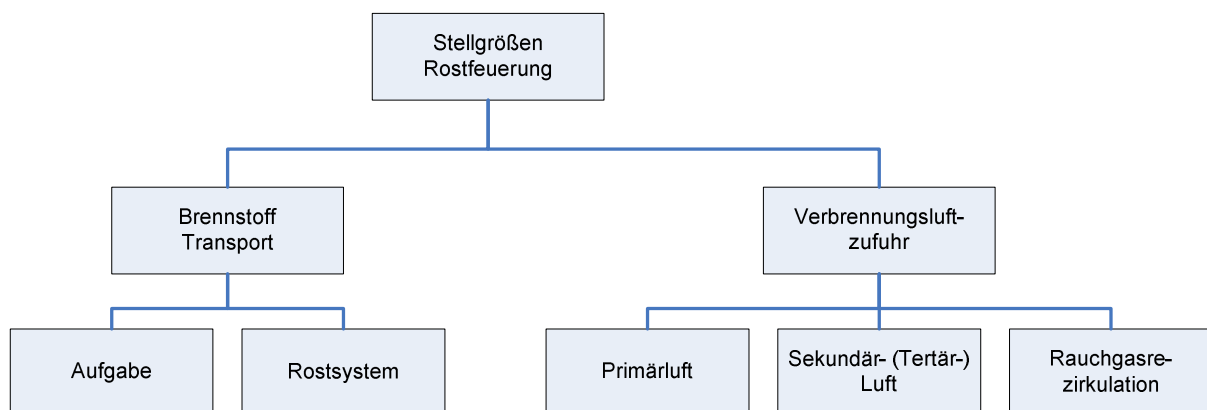 Stellgrößen
Rostfeuerung
Brennstoff
Transport
Verbrennungsluft-
zufuhr
Aufgabe
Rostsystem
Primärluft
Sekundär- (Tertär-)
Luft
Rauchgasre-
zirkulation